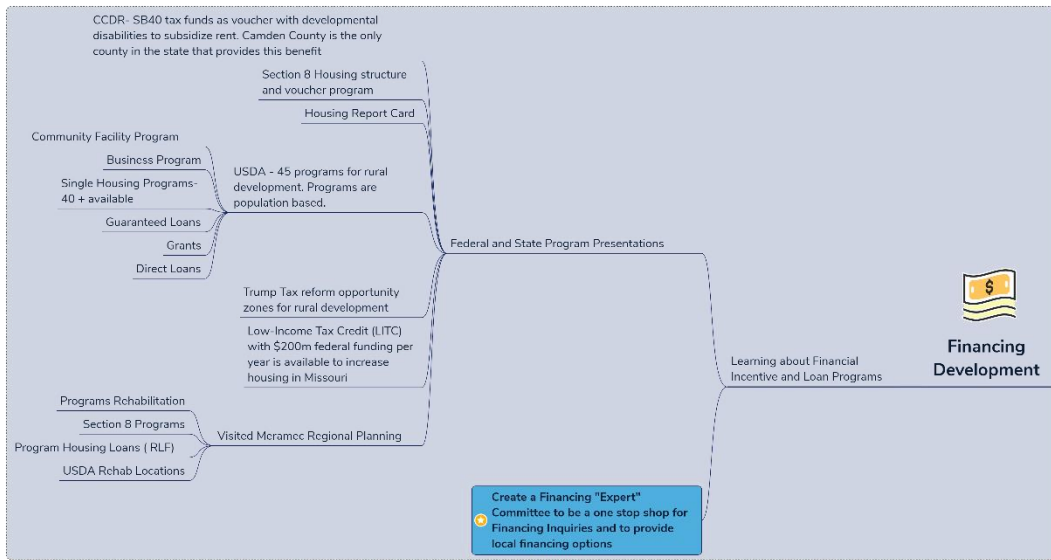 CCDR- SB40 tax funds as voucher with developmental
disabilities to subsidize rent. Camden County is the only
county in the state that provides this benefit
Section 8 Housing structure
and voucher program
Housing Report Card
Community Facility Program
Business Program
Single Housing Programs-
40 + available
Guaranteed Loans
Grants
Direct Loans
USDA - 45 programs for rural
development. Programs are
population based.
Federal and State Program Presentations
Trump Tax reform opportunity
zones for rural development
Low-Income Tax Credit (LITC)
with $200m federal funding per
year is available to increase
housing in Missouri
Programs Rehabilitation
Section 8 Programs
Program Housing Loans ( RLF)
USDA Rehab Locations
Visited Meramec Regional Planning
Learning about Financial
Incentive and Loan Programs
$
Financing
Development
Create a Financing "Expert"
Committee to be a one stop shop for
Financing Inquiries and to provide
local financing options